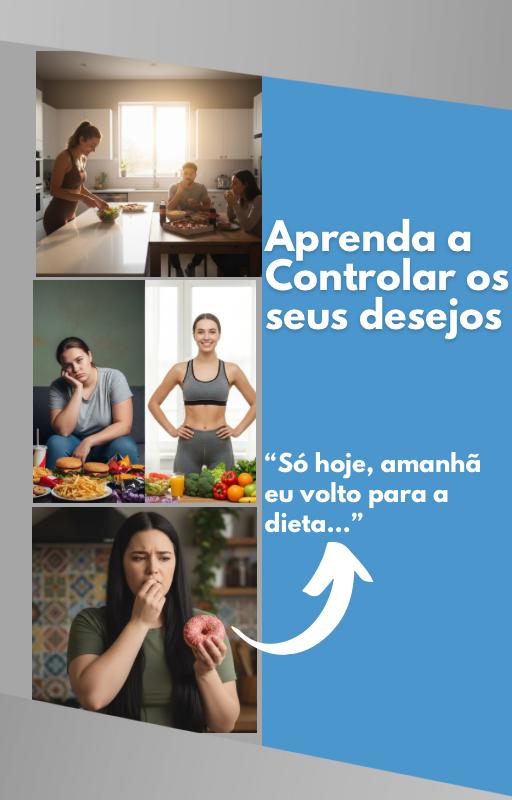 Aprenda a
Controlar os
seus desejos
“Só hoje, amanhã
eu volto para a
dieta...”